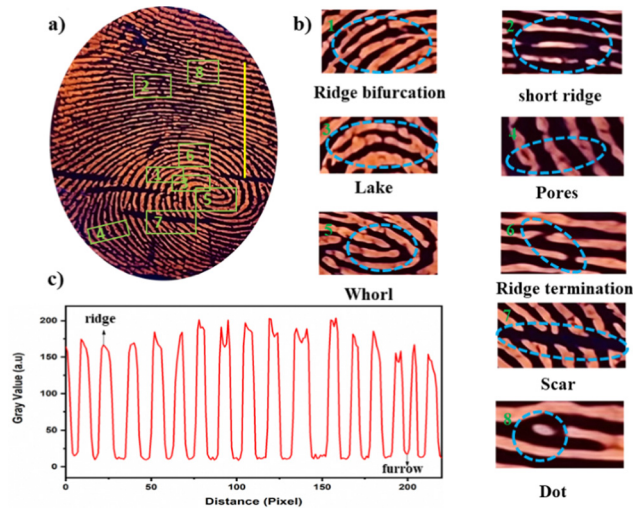 a)
2
8
6
3
1
5
4
7
b)
1
Ridge bifurcation
2
short ridge
3
Lake
4
Pores
5
Whorl
6
Ridge termination
7
Scar
8
Dot
c)
ridge
furrow
Gray Value (a.u)
200
150
100
50
0
0
50
100
150
200
Distance (Pixel)